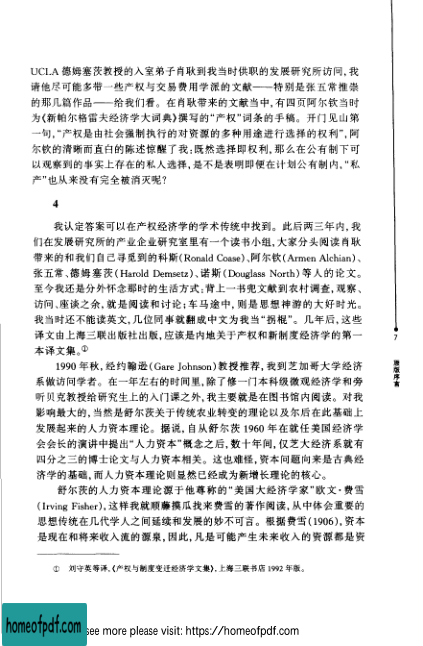 UCLA 德姆塞茨教授的入室弟子肖耿到我当时供职的发展研究所访问,我
请他尽可能多带一些产权与交易费用学派的文献——特别是张五常推崇
的那几篇作品——给我们看。在肖耿带来的文献当中,有四页阿尔钦当时
为《新帕尔格雷夫经济学大词典》撰写的“产权”词条的手稿。开门见山第
一句,“产权是由社会强制执行的对资源的多种用途进行选择的权利”,阿
尔钦的清晰而直白的陈述惊醒了我:既然选择即权利,那么在公有制下可
以观察到的事实上存在的私人选择,是不是表明即便在计划公有制内,“私
产”也从来没有完全被消灭呢?
4
我认定答案可以在产权经济学的学术传统中找到。此后两三年内,我
们在发展研究所的产业企业研究室里有一个读书小组,大家分头阅读肖耿
带来的和我们自己寻觅到的科斯(Ronald Coase)、阿尔钦(Armen Alchian)、
张五常、德姆塞茨(Harold Demsetz)、诺斯(Douglass North)等人的论文。
至今我还是分外怀念那时的生活方式:背上一书兜文献到农村调查,观察、
访问、座谈之余,就是阅读和讨论;车马途中,则是思想神游的大好时光。
我当时还不能读英文,几位同事就翻成中文为我当“拐棍”。几年后,这些
译文由上海三联出版社出版,应该是内地关于产权和新制度经济学的第一
本译文集。①
1990 年秋,经约翰逊(Gare Johnson)教授推荐,我到芝加哥大学经济
系做访问学者。在一年左右的时间里,除了修一门本科级微观经济学和旁
听贝克教授给研究生上的入门课之外,我主要就是在图书馆内阅读。对我
影响最大的,当然是舒尔茨关于传统农业转变的理论以及尔后在此基础上
发展起来的人力资本理论。据说,自从舒尔茨 1960 年在就任美国经济学
会会长的演讲中提出“人力资本”概念之后,数十年间,仅芝大经济系就有
四分之三的博士论文与人力资本相关。这也难怪,资本问题向来是古典经
济学的基础,而人力资本理论则显然已经成为新增长理论的核心。
舒尔茨的人力资本理论源于他尊称的“美国大经济学家”欧文·费雪
(Irving Fisher),这样我就顺藤摸瓜找来费雪的著作阅读,从中体会重要的
思想传统在几代学人之间延续和发展的妙不可言。根据费雪(1906),资本
是现在和将来收入流的源泉,因此,凡是可能产生未来收入的资源都是资
7
再版序言
① 刘守英等译,《产权与制度变迁经济学文集》,上海三联书店 1992 年版。
homeofpdf.com
see more please visit: https://homeofpdf.com